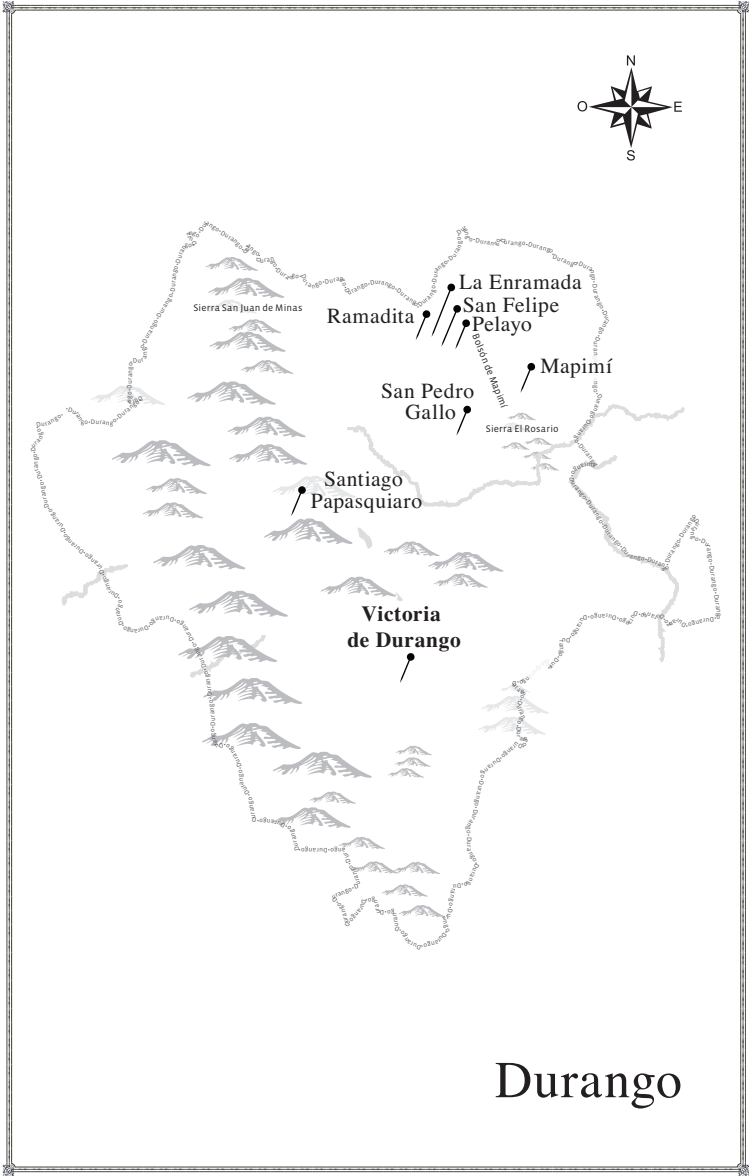 N
O
E
S
La Enramada
San Felipe
Ramadita
Pelayo
Sierra San Juan de Minas
Bolsón de Mapimí
Mapimí
San Pedro
Gallo
Sierra El Rosario
Santiago
Papasquiaro
Victoria
de Durango
Durango